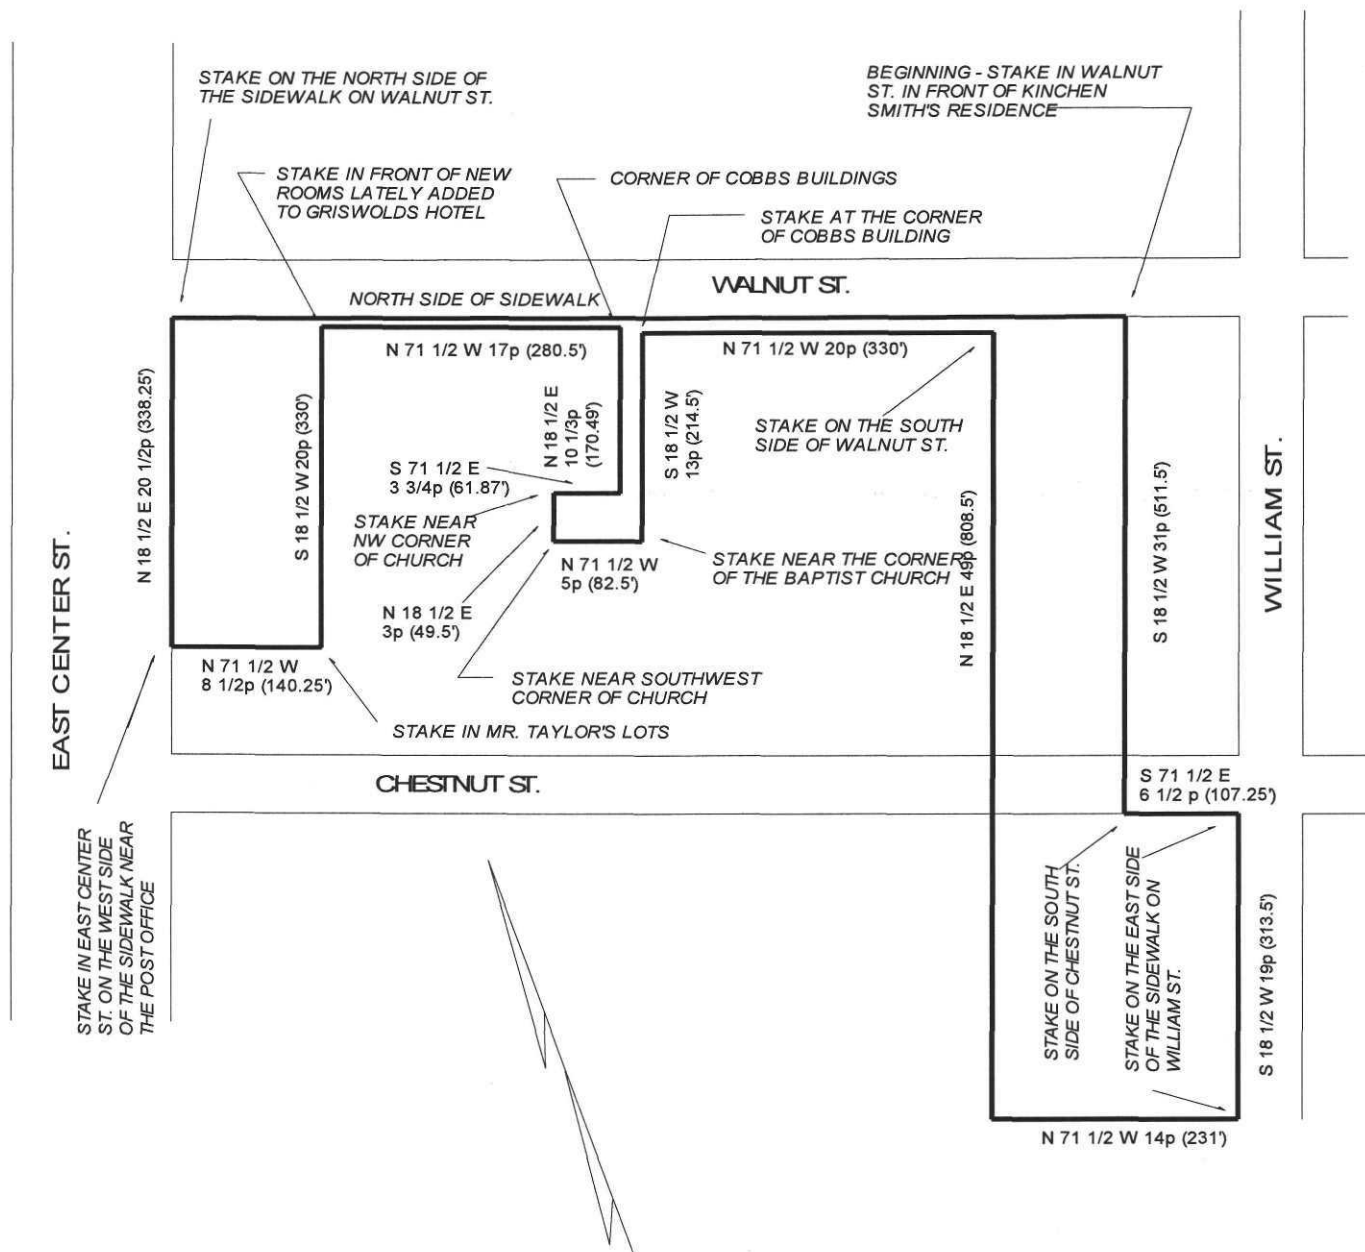 STAKE ON THE NORTH SIDE OF
THE SIDEWALK ON WALNUT ST.
BEGINNING - STAKE IN WALNUT
ST. IN FRONT OF KINCHEN
SMITH'S RESIDENCE
STAKE IN FRONT OF NEW
ROOMS LATELY ADDED
TO GRISWOLDS HOTEL
CORNER OF COBBS BUILDINGS
STAKE AT THE CORNER
OF COBBS BUILDING
WALNUT ST.
NORTH SIDE OF SIDEWALK
N 71 1/2 W 17p (280.5')
N 71 1/2 W 20p (330')
N 18 1/2 E 20 1/2p (338.25')
S 18 1/2 W 20p (330')
N 18 1/2 E
10 1/3p
(170.49')
S 18 1/2 W
13p (214.5')
STAKE ON THE SOUTH
SIDE OF WALNUT ST.
S 71 1/2 E
3 3/4p (61.87')
STAKE NEAR
NW CORNER
OF CHURCH
N 71 1/2 W
5p (82.5')
STAKE NEAR THE CORNER
OF THE BAPTIST CHURCH
N 18 1/2 E 49p (808.5')
S 18 1/2 W 31p (511.5')
WILLIAM ST.
EAST CENTER ST.
N 18 1/2 E
3p (49.5')
N 71 1/2 W
8 1/2p (140.25')
STAKE NEAR SOUTHWEST
CORNER OF CHURCH
STAKE IN MR. TAYLOR'S LOTS
CHESTNUT ST.
S 71 1/2 E
6 1/2 p (107.25')
STAKE IN EAST CENTER
ST. ON THE WEST SIDE
OF THE SIDEWALK NEAR
THE POST OFFICE
STAKE ON THE SOUTH
SIDE OF CHESTNUT ST.
STAKE ON THE EAST SIDE
OF THE SIDEWALK ON
WILLIAM ST.
S 18 1/2 W 19p (313.5')
N 71 1/2 W 14p (231')